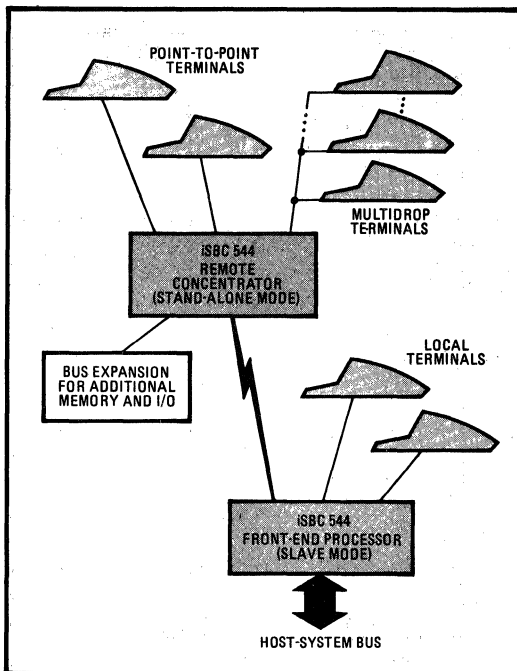 POINT-TO-POINT
TERMINALS
MULTIDROP
TERMINALS
iSBC 544
REMOTE
CONCENTRATOR
(STAND-ALONE MODE)
BUS EXPANSION
FOR ADDITIONAL
MEMORY AND I/O
LOCAL
TERMINALS
iSBC 544
FRONT-END PROCESSOR
(SLAVE MODE)
HOST-SYSTEM BUS